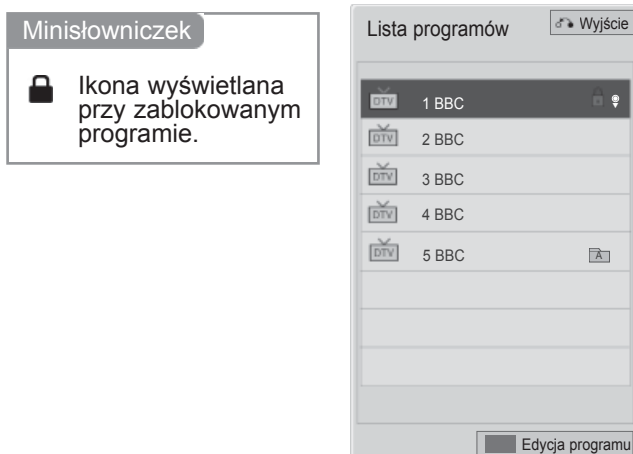 Minisłowniczek
Ikona wyświetlana
przy zablokowanym
programie.
Lista programów
Wyjście
DTV 1 BBC
DTV 2 BBC
DTV 3 BBC
DTV 4 BBC
DTV 5 BBC A
Edycja programu